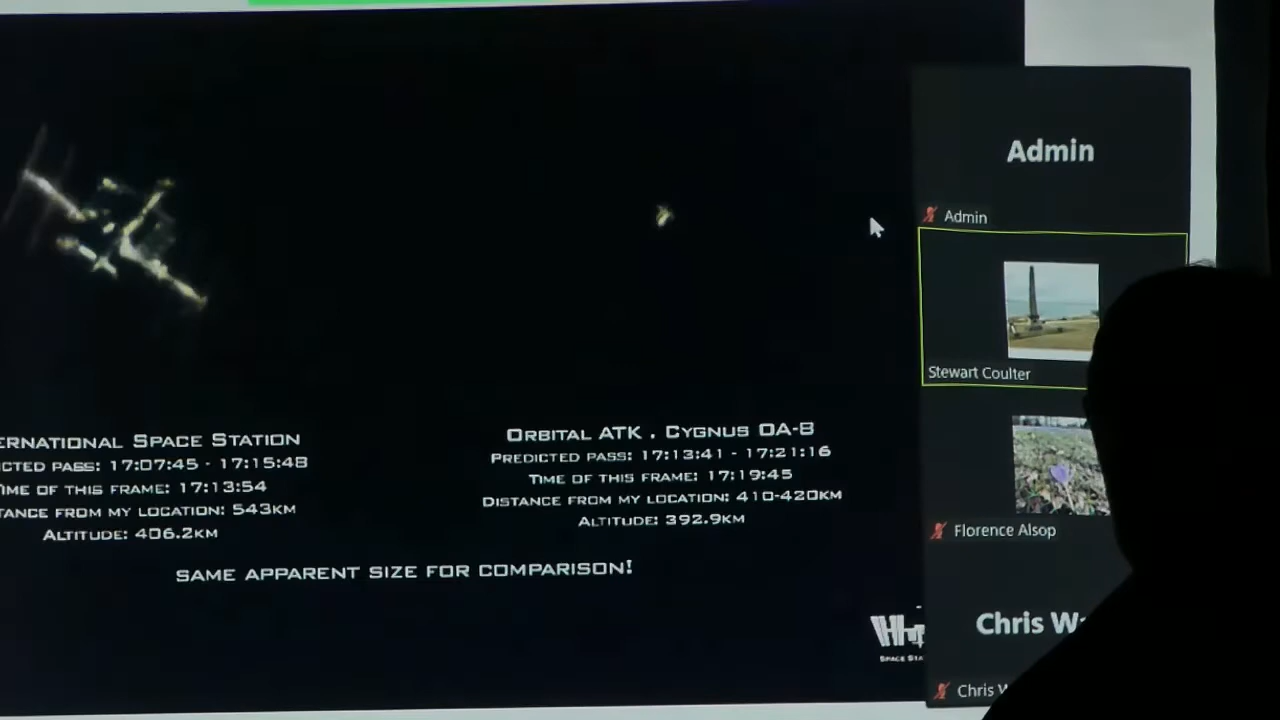 ERNATIONAL SPACE STATION
CTED PASS: 17:07:45 - 17:15:48
IME OF THIS FRAME: 17:13:54
TANCE FROM MY LOCATION: 543KM
ALTITUDE: 406.2KM
ORBITAL ATK . CYGNUS OA-8
PREDICTED PASS: 17:13:41 - 17:21:16
TIME OF THIS FRAME: 17:19:45
DISTANCE FROM MY LOCATION: 410-420KM
ALTITUDE: 392.9KM
SAME APPARENT SIZE FOR COMPARISON!
SPACE STA
Admin
Admin
Stewart Coulter
Florence Alsop
Chris W
Chris